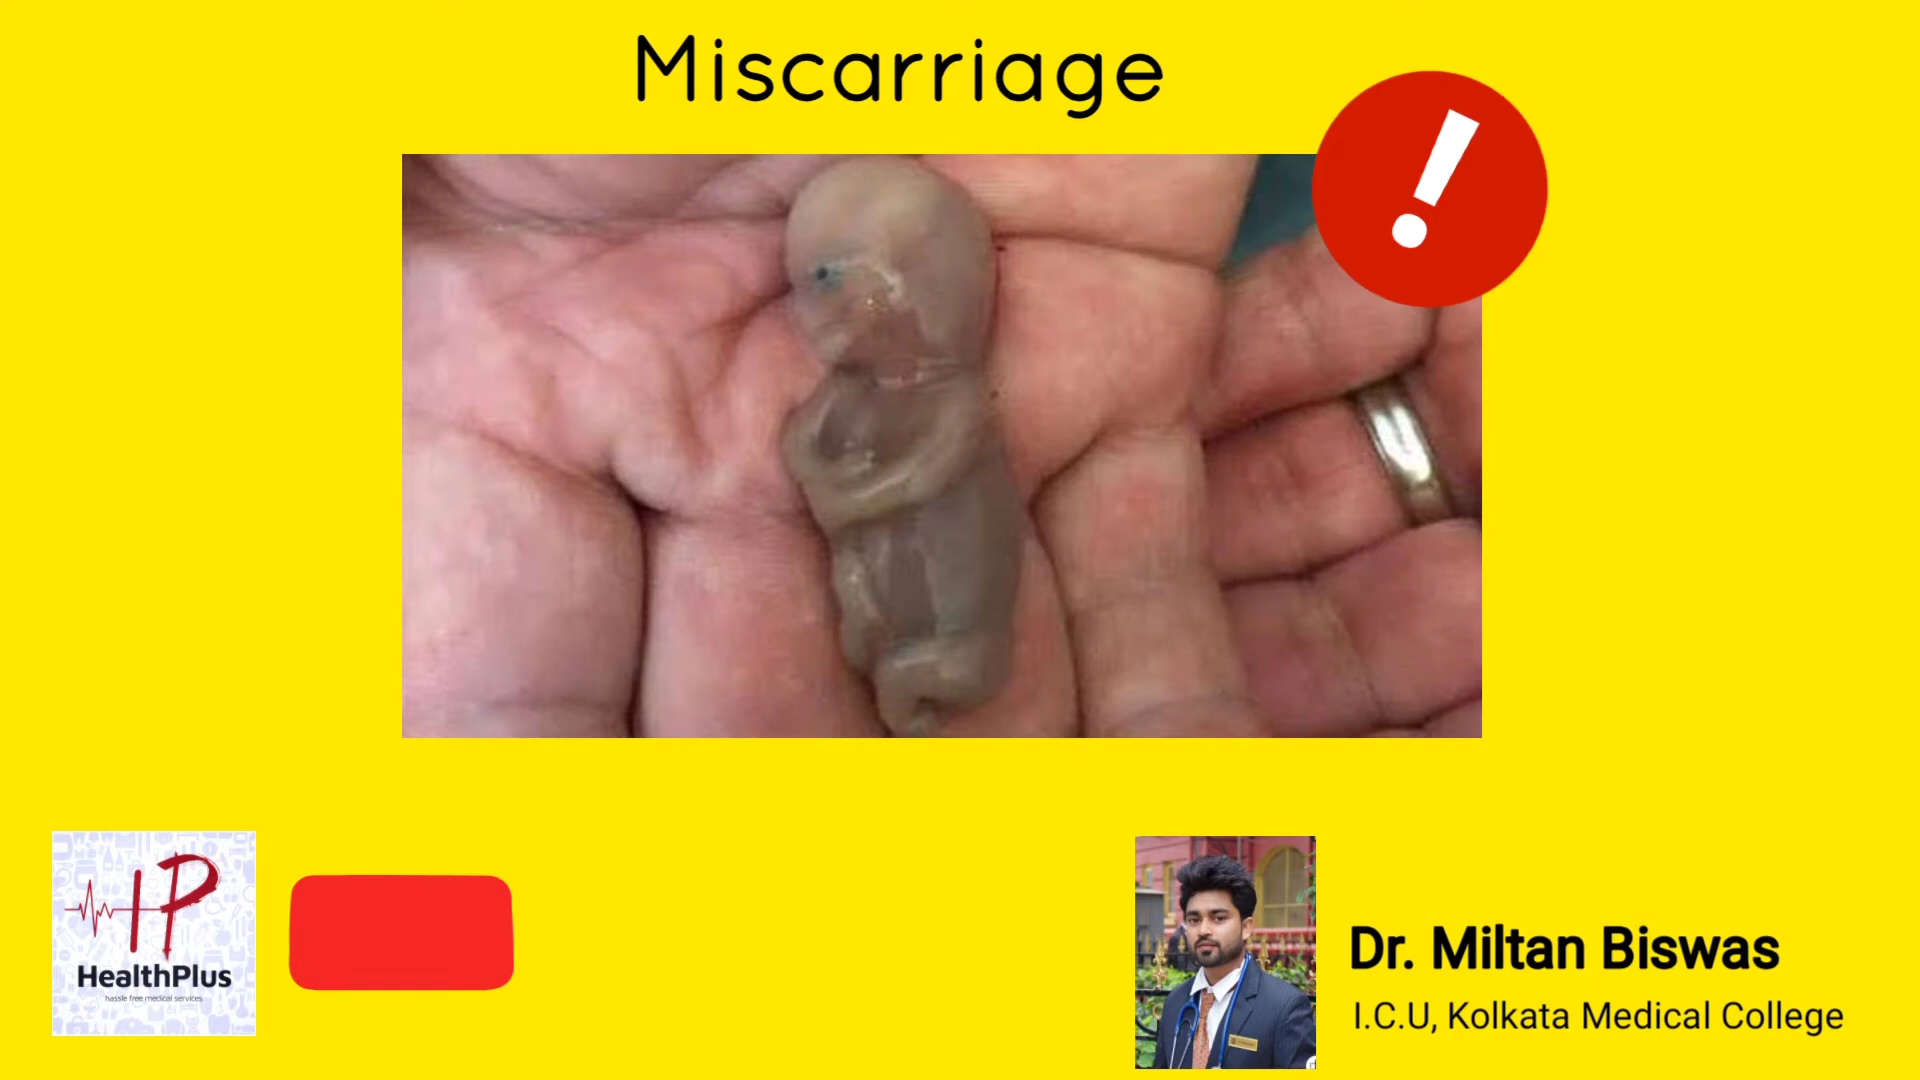 Miscarriage
HealthPlus
hassle free medical services
Dr. Miltan Biswas
I.C.U, Kolkata Medical College